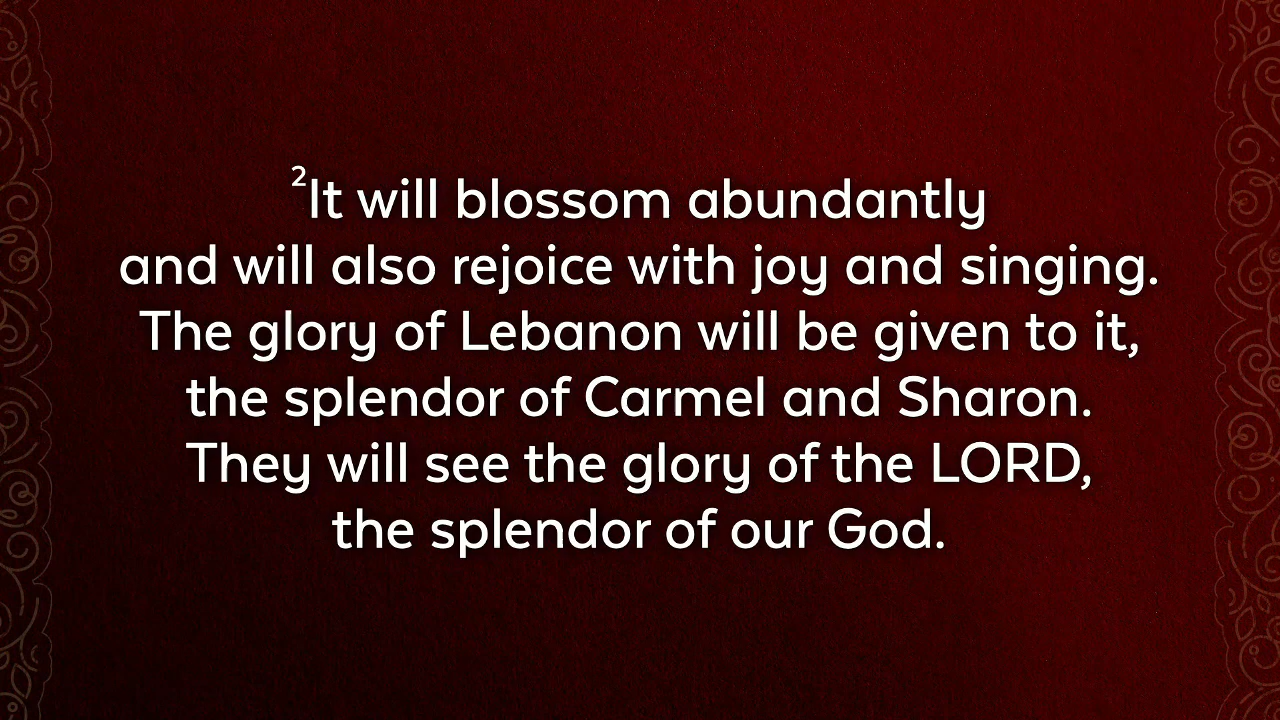 ²It will blossom abundantly
and will also rejoice with joy and singing.
The glory of Lebanon will be given to it,
the splendor of Carmel and Sharon.
They will see the glory of the LORD,
the splendor of our God.